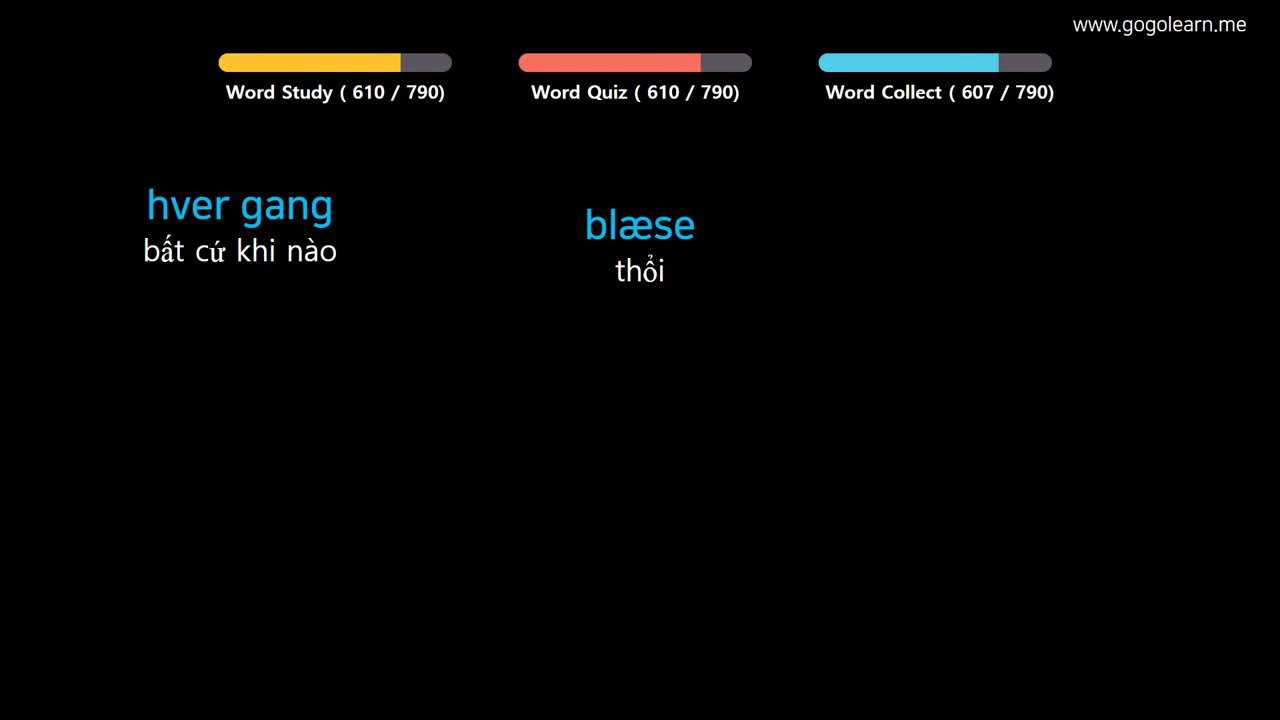 www.gogolearn.me
Word Study ( 610 / 790)
Word Quiz ( 610 / 790)
Word Collect ( 607 / 790)
hver gang
bất cứ khi nào
blæse
thổi